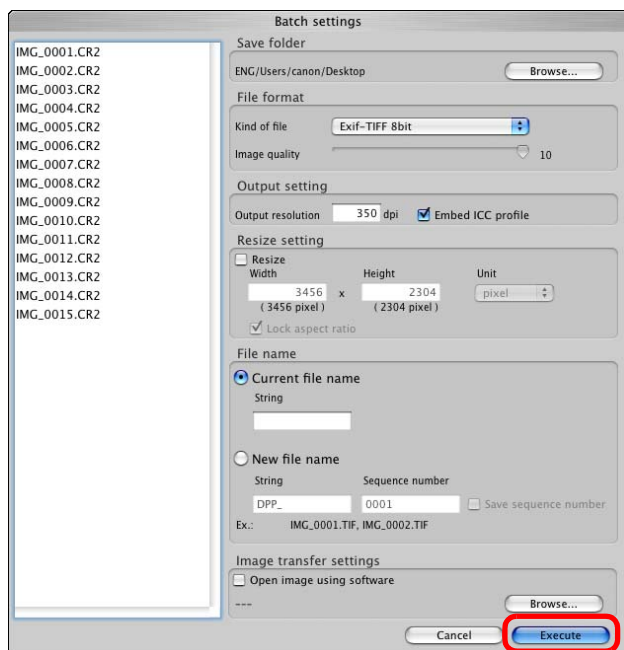 Batch settings
IMG_0001.CR2
IMG_0002.CR2
IMG_0003.CR2
IMG_0004.CR2
IMG_0005.CR2
IMG_0006.CR2
IMG_0007.CR2
IMG_0008.CR2
IMG_0009.CR2
IMG_0010.CR2
IMG_0011.CR2
IMG_0012.CR2
IMG_0013.CR2
IMG_0014.CR2
IMG_0015.CR2
Save folder
ENG/Users/canon/Desktop Browse...
File format
Kind of file Exif-TIFF 8bit
Image quality 10
Output setting
Output resolution 350 dpi Embed ICC profile
Resize setting
Resize
Width Height Unit
3456 x 2304 pixel
(3456 pixel) (2304 pixel)
Lock aspect ratio
File name
Current file name
String
New file name
String Sequence number
DPP_ 0001 Save sequence number
Ex.: IMG_0001.TIF, IMG_0002.TIF
Image transfer settings
Open image using software
--- Browse...
Cancel Execute